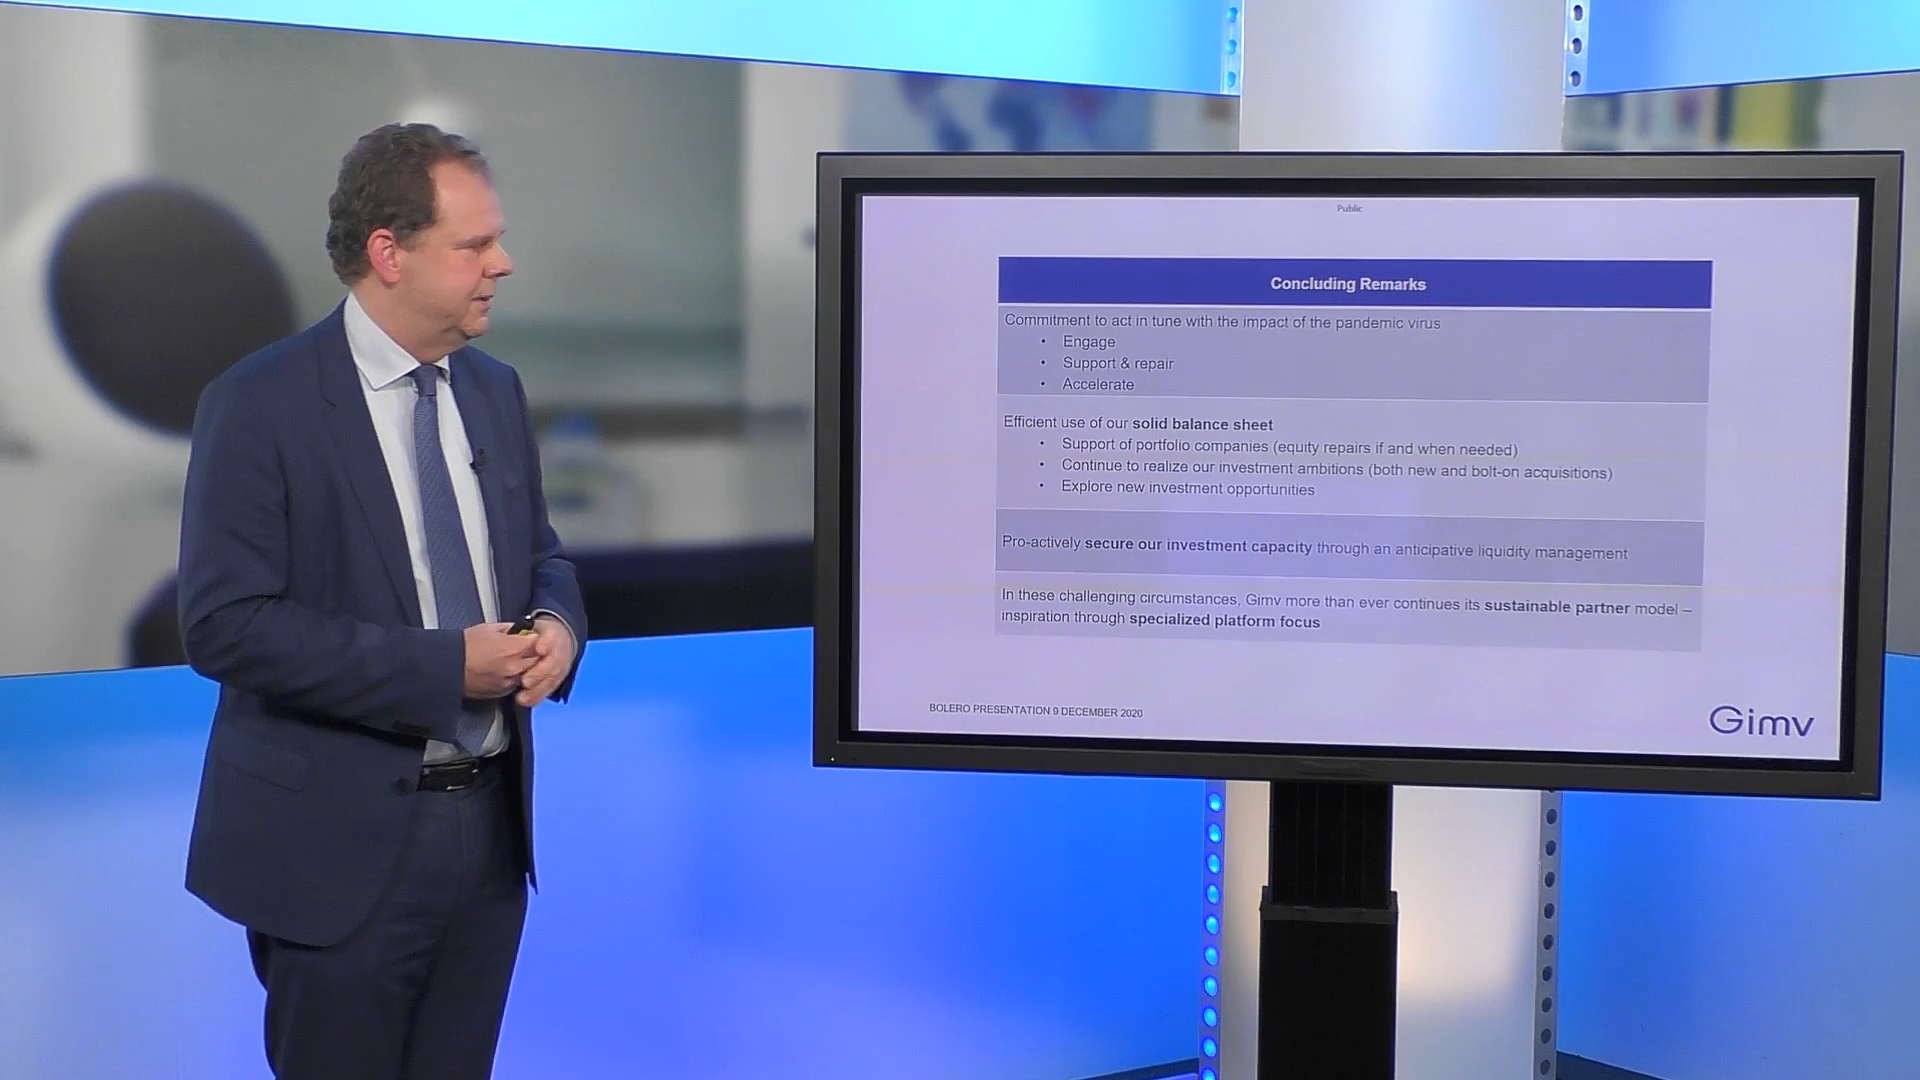 Public
Concluding Remarks
Commitment to act in tune with the impact of the pandemic virus
• Engage
• Support & repair
• Accelerate
Efficient use of our solid balance sheet
• Support of portfolio companies (equity repairs if and when needed)
• Continue to realize our investment ambitions (both new and bolt-on acquisitions)
• Explore new investment opportunities
Pro-actively secure our investment capacity through an anticipative liquidity management
In these challenging circumstances, Gimv more than ever continues its sustainable partner model –
inspiration through specialized platform focus
BOLERO PRESENTATION 9 DECEMBER 2020
Gimv